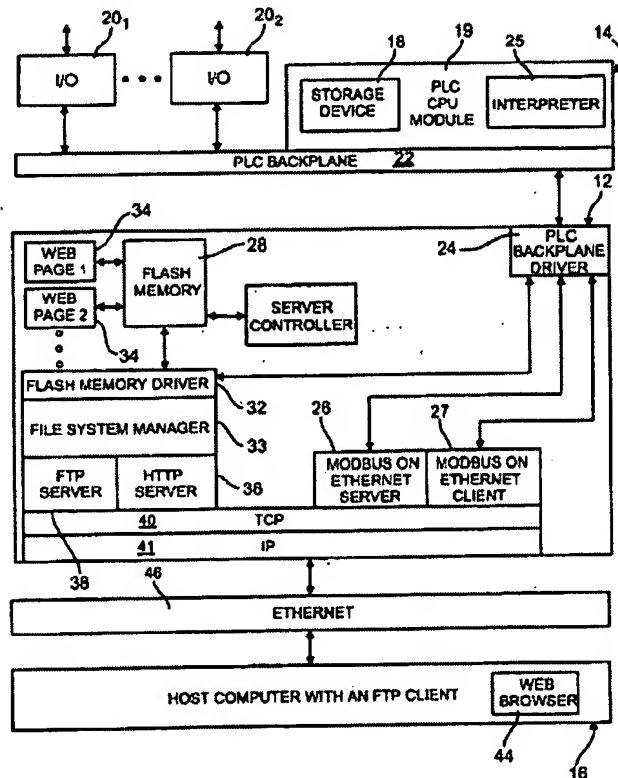 20₁
20₂
I/O
I/O
18
19
25
14
STORAGE
DEVICE
PLC
CPU
MODULE
INTERPRETER
PLC BACKPLANE 22
12
34
28
24
PLC
BACKPLANE
DRIVER
WEB
PAGE 1
FLASH
MEMORY
WEB
PAGE 2
SERVER
CONTROLLER
34
FLASH MEMORY DRIVER
32
FILE SYSTEM MANAGER
33
26
27
FTP
SERVER
HTTP
SERVER
36
MODBUS ON
ETHERNET
SERVER
MODBUS ON
ETHERNET
CLIENT
40 TCP
41 IP
38
46
ETHERNET
HOST COMPUTER WITH AN FTP CLIENT
WEB
BROWSER
44
16